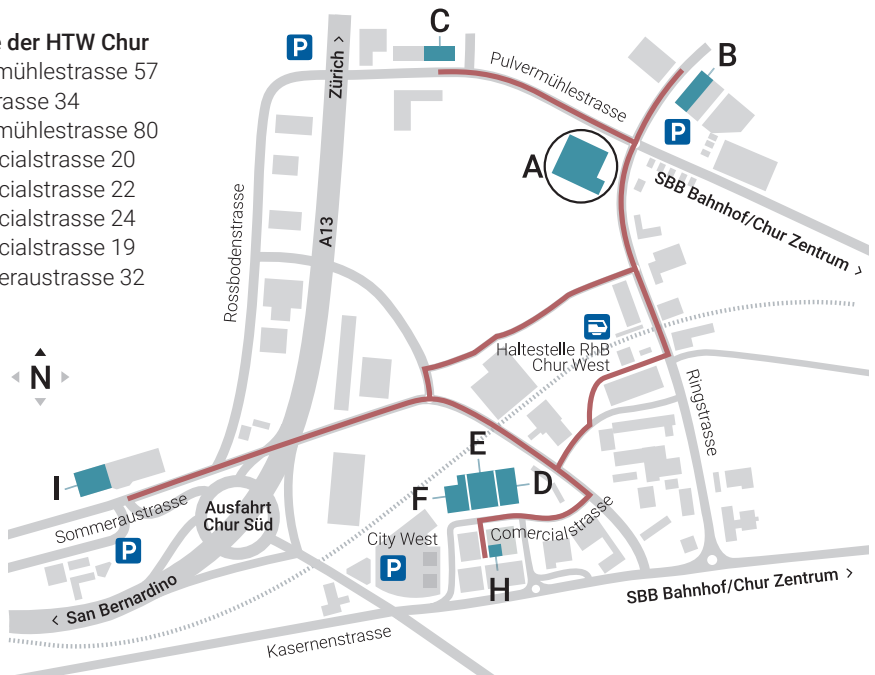 der HTW Chur
mühlestrasse 57
rasse 34
mühlestrasse 80
cialstrasse 20
cialstrasse 22
cialstrasse 24
cialstrasse 19
eraustrasse 32
P
Zürich >
C
Pulvermühlestrasse
B
P
A
SBB Bahnhof/Chur Zentrum >
A13
Rossbodenstrasse
Haltestelle RhB
Chur West
N
Ringstrasse
I
E
D
F
Sommeraustrasse
Ausfahrt
Chur Süd
P
City West
P
Comercialstrasse
H
< San Bernardino
SBB Bahnhof/Chur Zentrum >
Kasernenstrasse